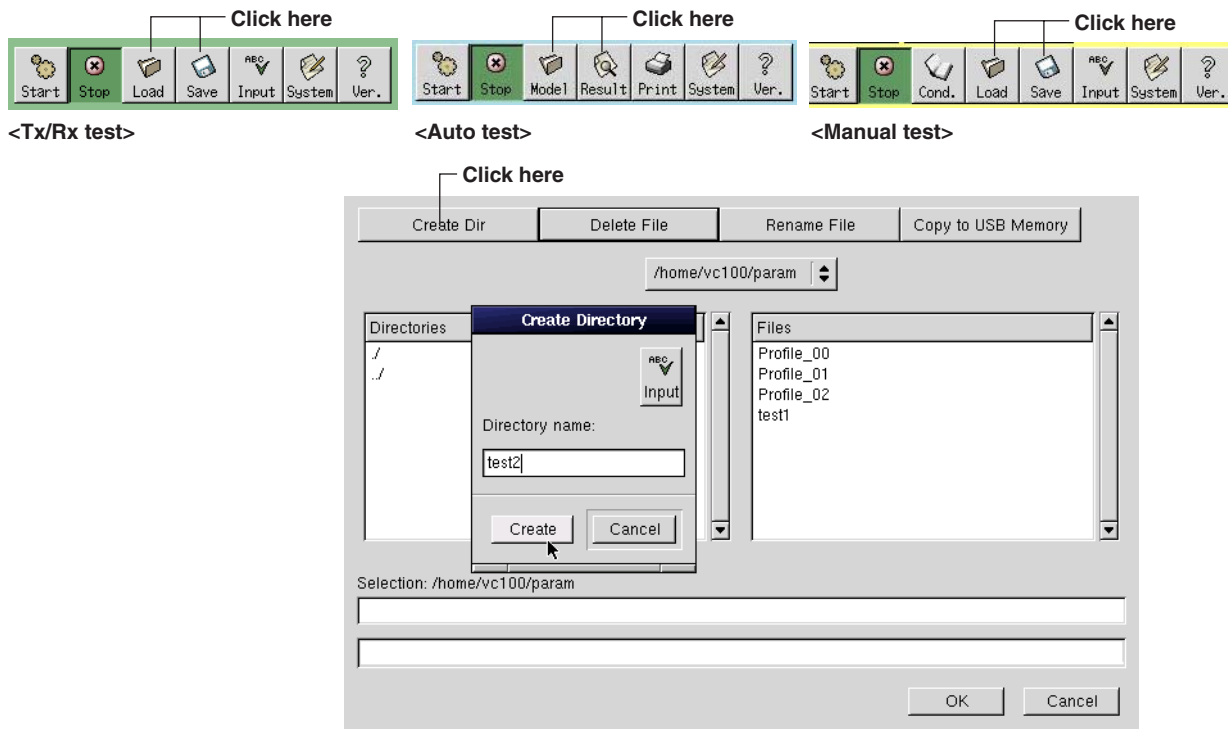 Click here
Click here
Click here
Start Stop Load Save Input System Ver.
Start Stop Model Result Print System Ver.
Start Stop Cond. Load Save Input System Ver.
<Tx/Rx test>
<Auto test>
<Manual test>
Click here
Create Dir Delete File Rename File Copy to USB Memory
/home/vc100/param
Directories
./
../
Create Directory
ABC
Input
Directory name:
test2
Create Cancel
Files
Profile_00
Profile_01
Profile_02
test1
Selection: /home/vc100/param
OK Cancel